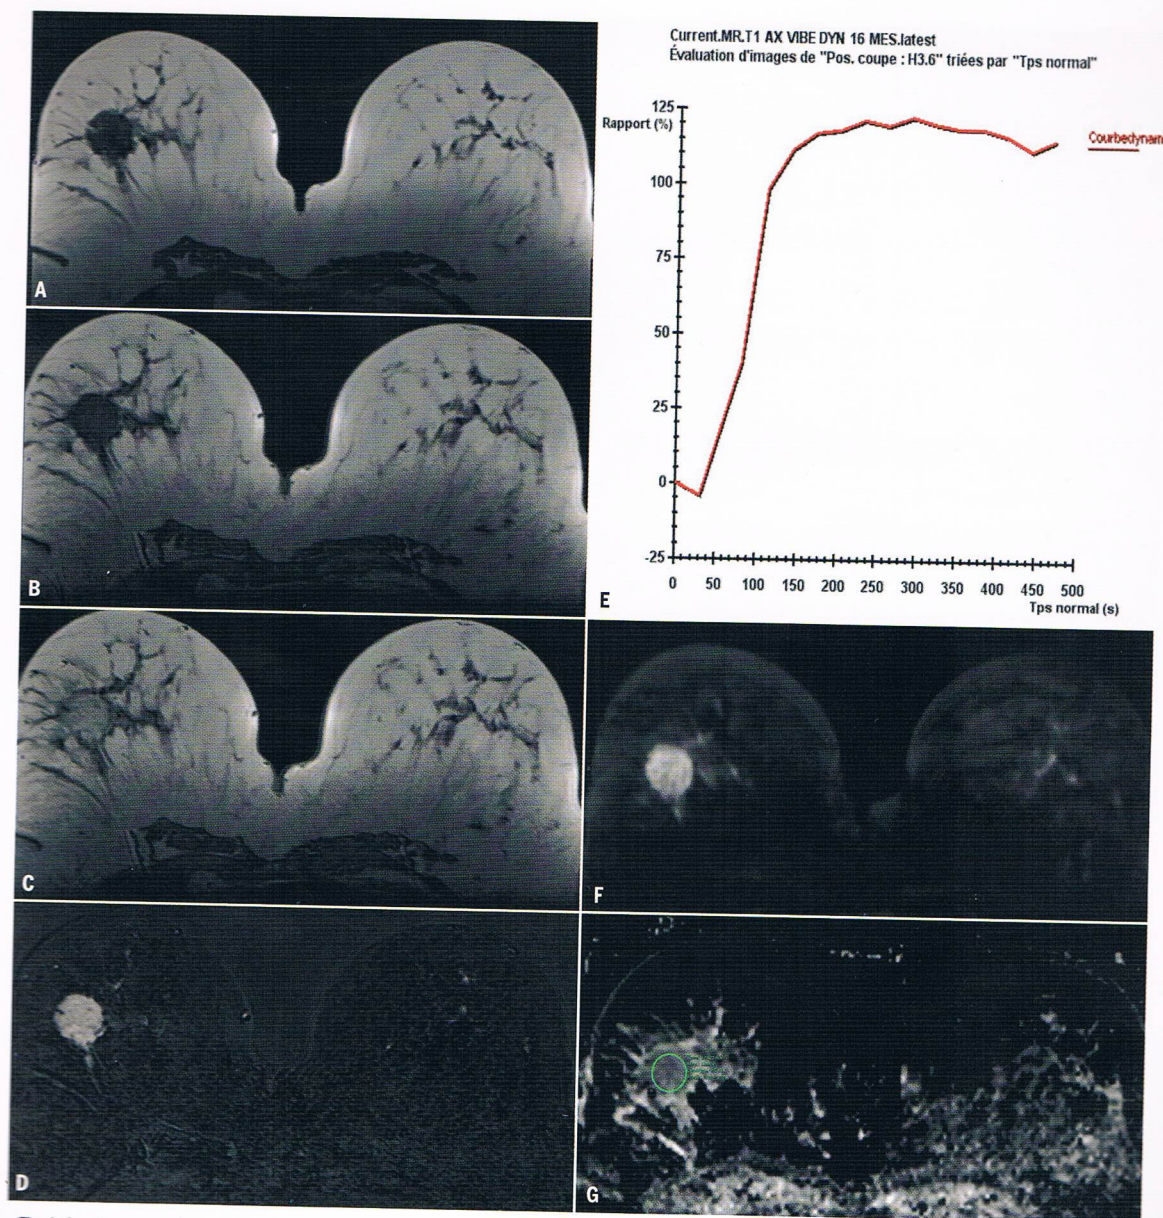 Current.MR.T1 AX VIBE DYN 16 MES.latest
Évaluation d'images de "Pos. coupe : H3.6" triées par "Tps normal"
125
Rapport (%)
Courbedynam
100
75
50
25
0
-25
0 50 100 150 200 250 300 350 400 450 500
Tps normal (s)
A
B
C
D
E
F
G